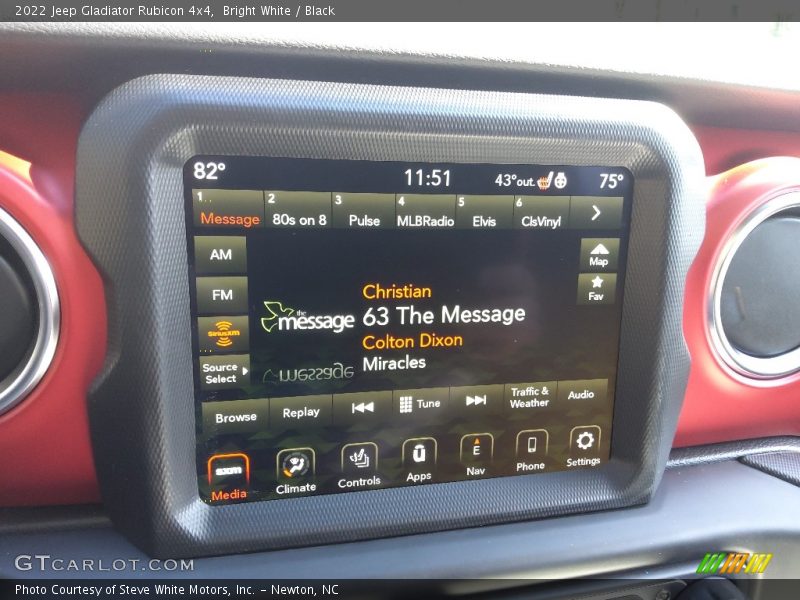 2022 Jeep Gladiator Rubicon 4x4, Bright White / Black
82° 11:51 43°out. 75°
1 Message 2 80s on 8 3 Pulse 4 MLBRadio 5 Elvis 6 ClsVinyl
AM
FM
SiriusXM
Source Select
Map
Fav
the message
Christian
63 The Message
Colton Dixon
Miracles
Browse Replay Tune Traffic & Weather Audio
Media Climate Controls Apps E Nav Phone Settings
GTCARLOT.COM
Photo Courtesy of Steve White Motors, Inc. – Newton, NC